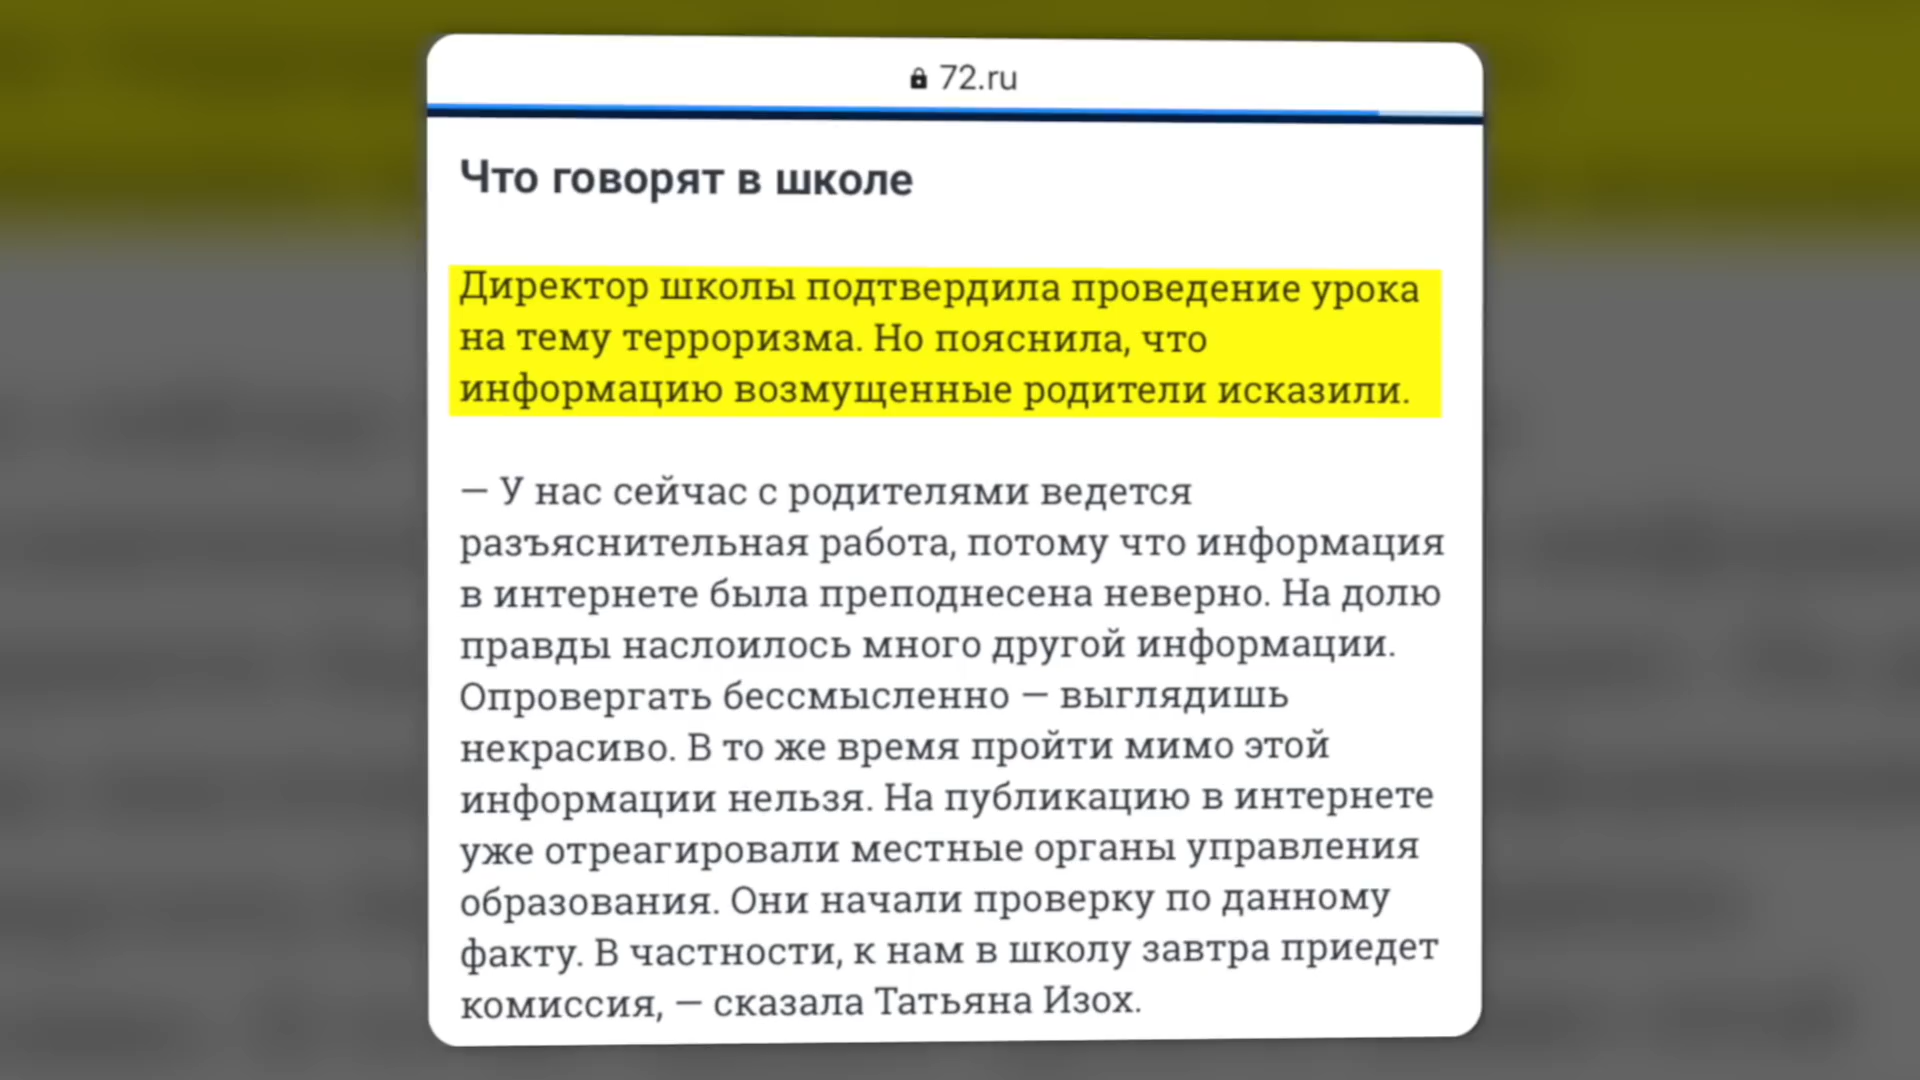 72.ru
Что говорят в школе
Директор школы подтвердила проведение урока
на тему терроризма. Но пояснила, что
информацию возмущенные родители исказили.
— У нас сейчас с родителями ведется
разъяснительная работа, потому что информация
в интернете была преподнесена неверно. На долю
правды наслоилось много другой информации.
Опровергать бессмысленно — выглядишь
некрасиво. В то же время пройти мимо этой
информации нельзя. На публикацию в интернете
уже отреагировали местные органы управления
образования. Они начали проверку по данному
факту. В частности, к нам в школу завтра приедет
комиссия, — сказала Татьяна Изох.